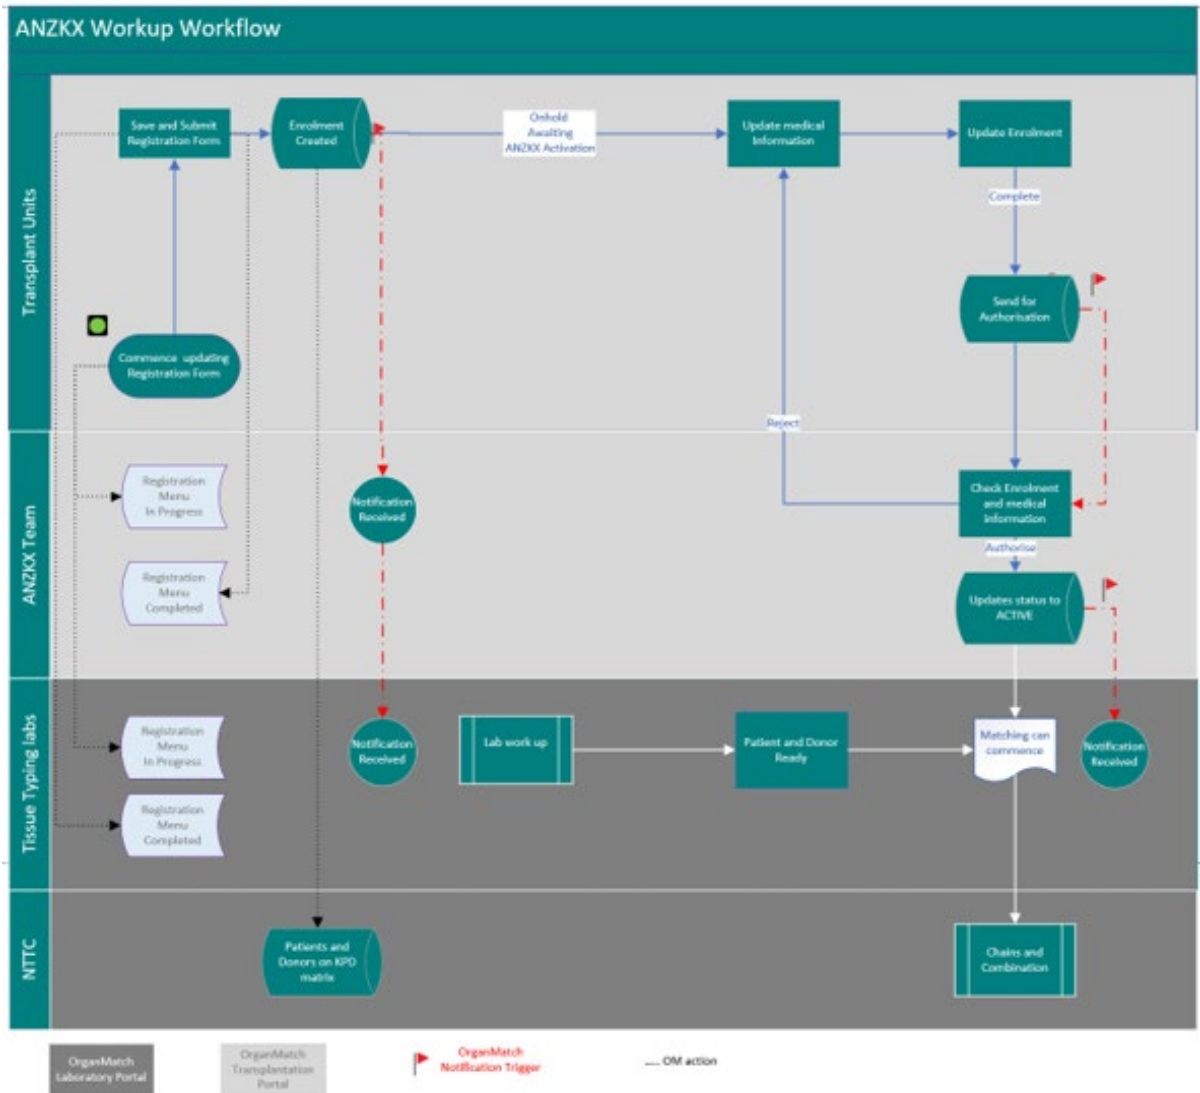 ANZKX Workup Workflow
Transplant Units
Save and Submit
Registration Form
Enrolment
Created
Onhold
Awaiting
ANZKX Activation
Update medical
Information
Update Enrolment
Complete
Send for
Authorisation
Commence updating
Registration Form
Reject
ANZKX Team
Registration
Menu
In Progress
Notification
Received
Check Enrolment
and medical
information
Authorise
Registration
Menu
Completed
Updates status to
ACTIVE
Tissue Typing labs
Registration
Menu
In Progress
Notification
Received
Lab work up
Patient and Donor
Ready
Matching can
commence
Notification
Received
Registration
Menu
Completed
NTTC
Patients and
Donors on KPD
matrix
Chains and
Combination
OrganMatch
Laboratory Portal
OrganMatch
Transplantation
Portal
OrganMatch
Notification Trigger
OM action